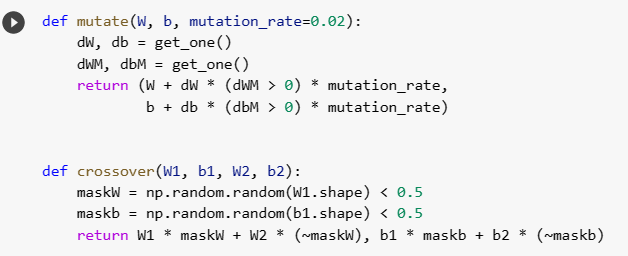 def mutate(W, b, mutation_rate=0.02):
    dW, db = get_one()
    dWM, dbM = get_one()
    return (W + dW * (dWM > 0) * mutation_rate,
            b + db * (dbM > 0) * mutation_rate)
def crossover(W1, b1, W2, b2):
    maskW = np.random.random(W1.shape) < 0.5
    maskb = np.random.random(b1.shape) < 0.5
    return W1 * maskW + W2 * (~maskW), b1 * maskb + b2 * (~maskb)